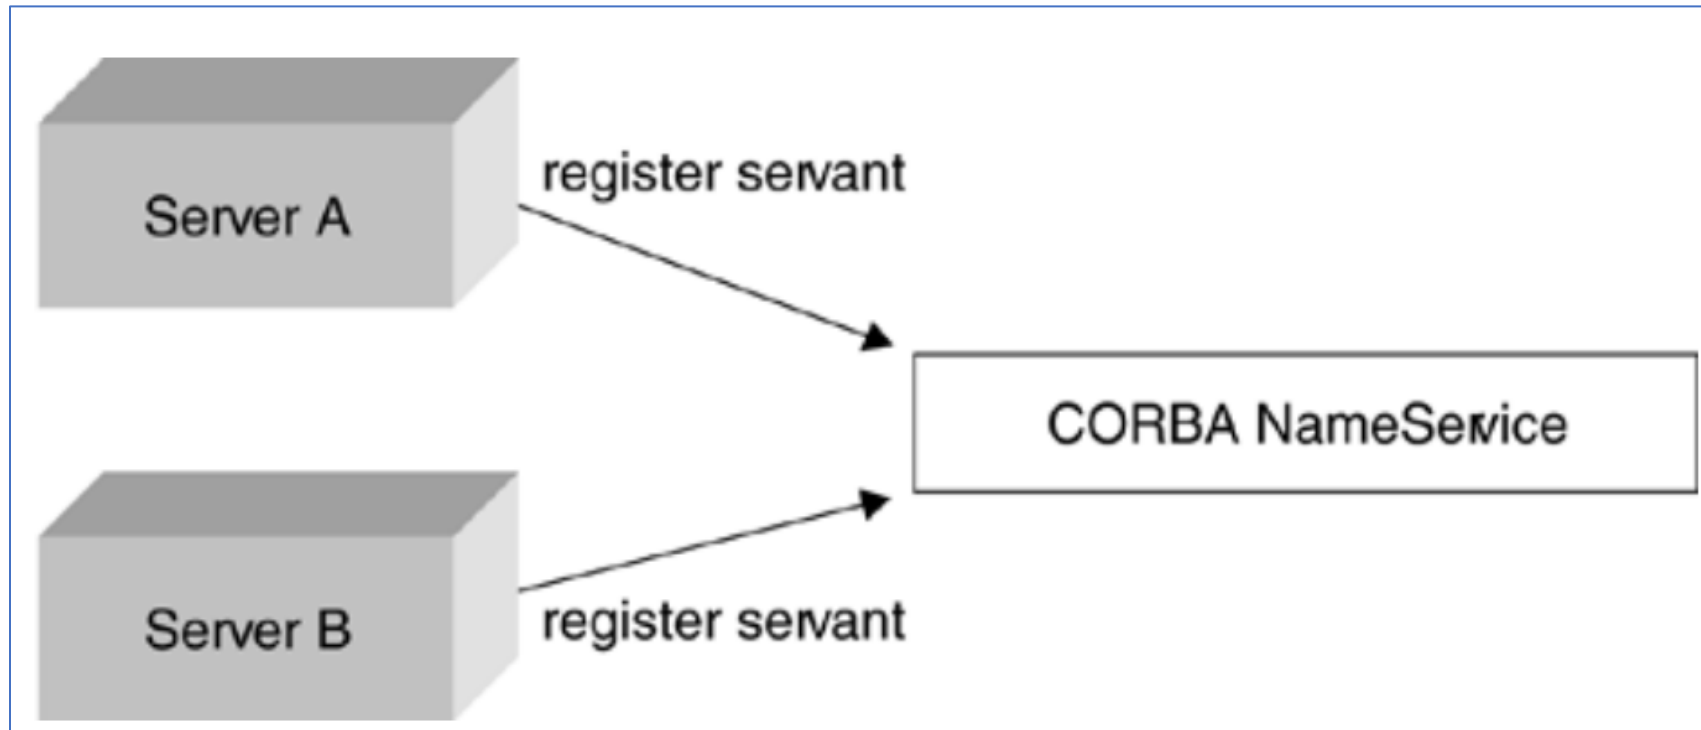 register servant
Server A
CORBA NameService
Server B
register servant